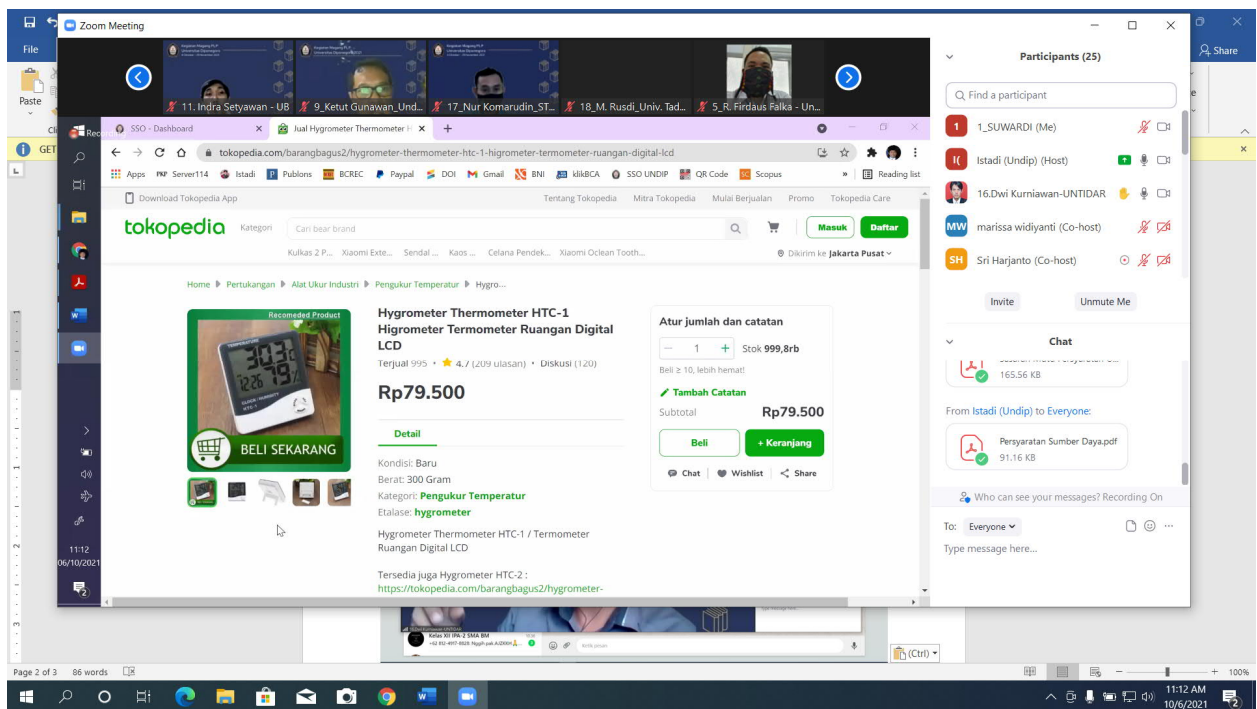 Zoom Meeting
File
Share
Paste
GET
11. Indra Setyawan - UB
9_Ketut Gunawan_Und...
17_Nur Komarudin_ST...
18_M. Rusdi_Univ. Tad...
5_R. Firdaus Falka - Un...
SSO - Dashboard
Jual Hygrometer Thermometer H
tokopedia.com/barangbagus2/hygrometer-thermometer-htc-1-higrometer-termometer-ruangan-digital-lcd
Apps Server114 Istadi Publons BCREC Paypal DOI Gmail BNI klikBCA SSO UNDIP QR Code Scopus » Reading list
Download Tokopedia App
Tentang Tokopedia Mitra Tokopedia Mulai Berjualan Promo Tokopedia Care
tokopedia Kategori Cari bear brand Masuk Daftar
Kulkas 2 P... Xiaomi Exte... Sendal ... Kaos ... Celana Pendek... Xiaomi Oclean Tooth...
Dikirim ke Jakarta Pusat
Home Pertukangan Alat Ukur Industri Pengukur Temperatur Hygro...
Recomeded Product
BELI SEKARANG
Hygrometer Thermometer HTC-1
Higrometer Termometer Ruangan Digital
LCD
Terjual 995 • 4.7 (209 ulasan) • Diskusi (120)
Rp79.500
Detail
Kondisi: Baru
Berat: 300 Gram
Kategori: Pengukur Temperatur
Etalase: hygrometer
Hygrometer Thermometer HTC-1 / Termometer
Ruangan Digital LCD
Tersedia juga Hygrometer HTC-2 :
https://tokopedia.com/barangbagus2/hygrometer-
Atur jumlah dan catatan
1 + Stok 999,8rb
Beli ≥ 10, lebih hemat!
Tambah Catatan
Subtotal Rp79.500
Beli + Keranjang
Chat Wishlist Share
11:12
06/10/2021
Participants (25)
Find a participant
1 1_SUWARDI (Me)
I( Istadi (Undip) (Host)
16.Dwi Kurniawan-UNTIDAR
MW marissa widiyanti (Co-host)
SH Sri Harjanto (Co-host)
Invite Unmute Me
Chat
165.56 KB
From Istadi (Undip) to Everyone:
Persyaratan Sumber Daya.pdf
91.16 KB
Who can see your messages? Recording On
To: Everyone
Type message here...
Kelas XII IPA-2 SMA BM
(Ctrl)
Page 2 of 3 86 words
100%
11:12 AM
10/6/2021